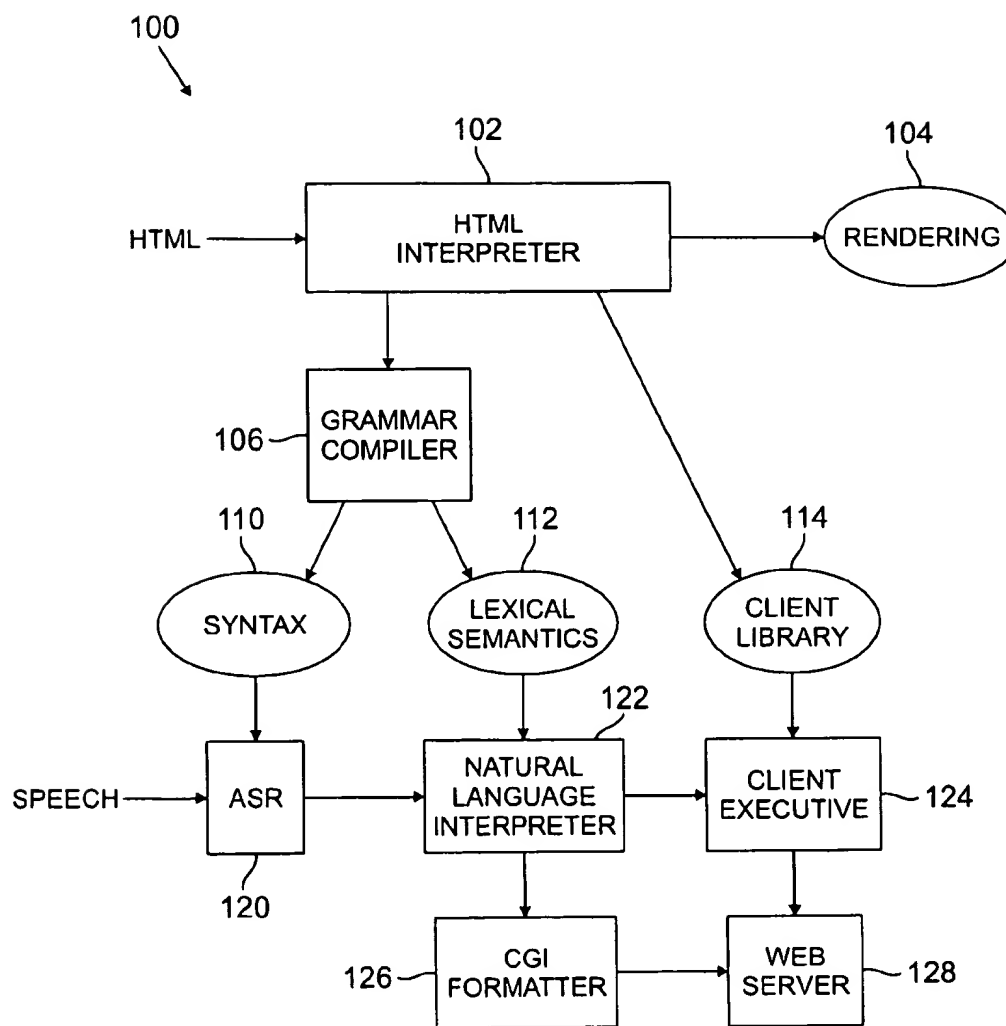 100
102
104
HTML
HTML
INTERPRETER
RENDERING
106
GRAMMAR
COMPILER
110
112
114
SYNTAX
LEXICAL
SEMANTICS
CLIENT
LIBRARY
122
SPEECH
ASR
NATURAL
LANGUAGE
INTERPRETER
CLIENT
EXECUTIVE
124
120
126
CGI
FORMATTER
WEB
SERVER
128